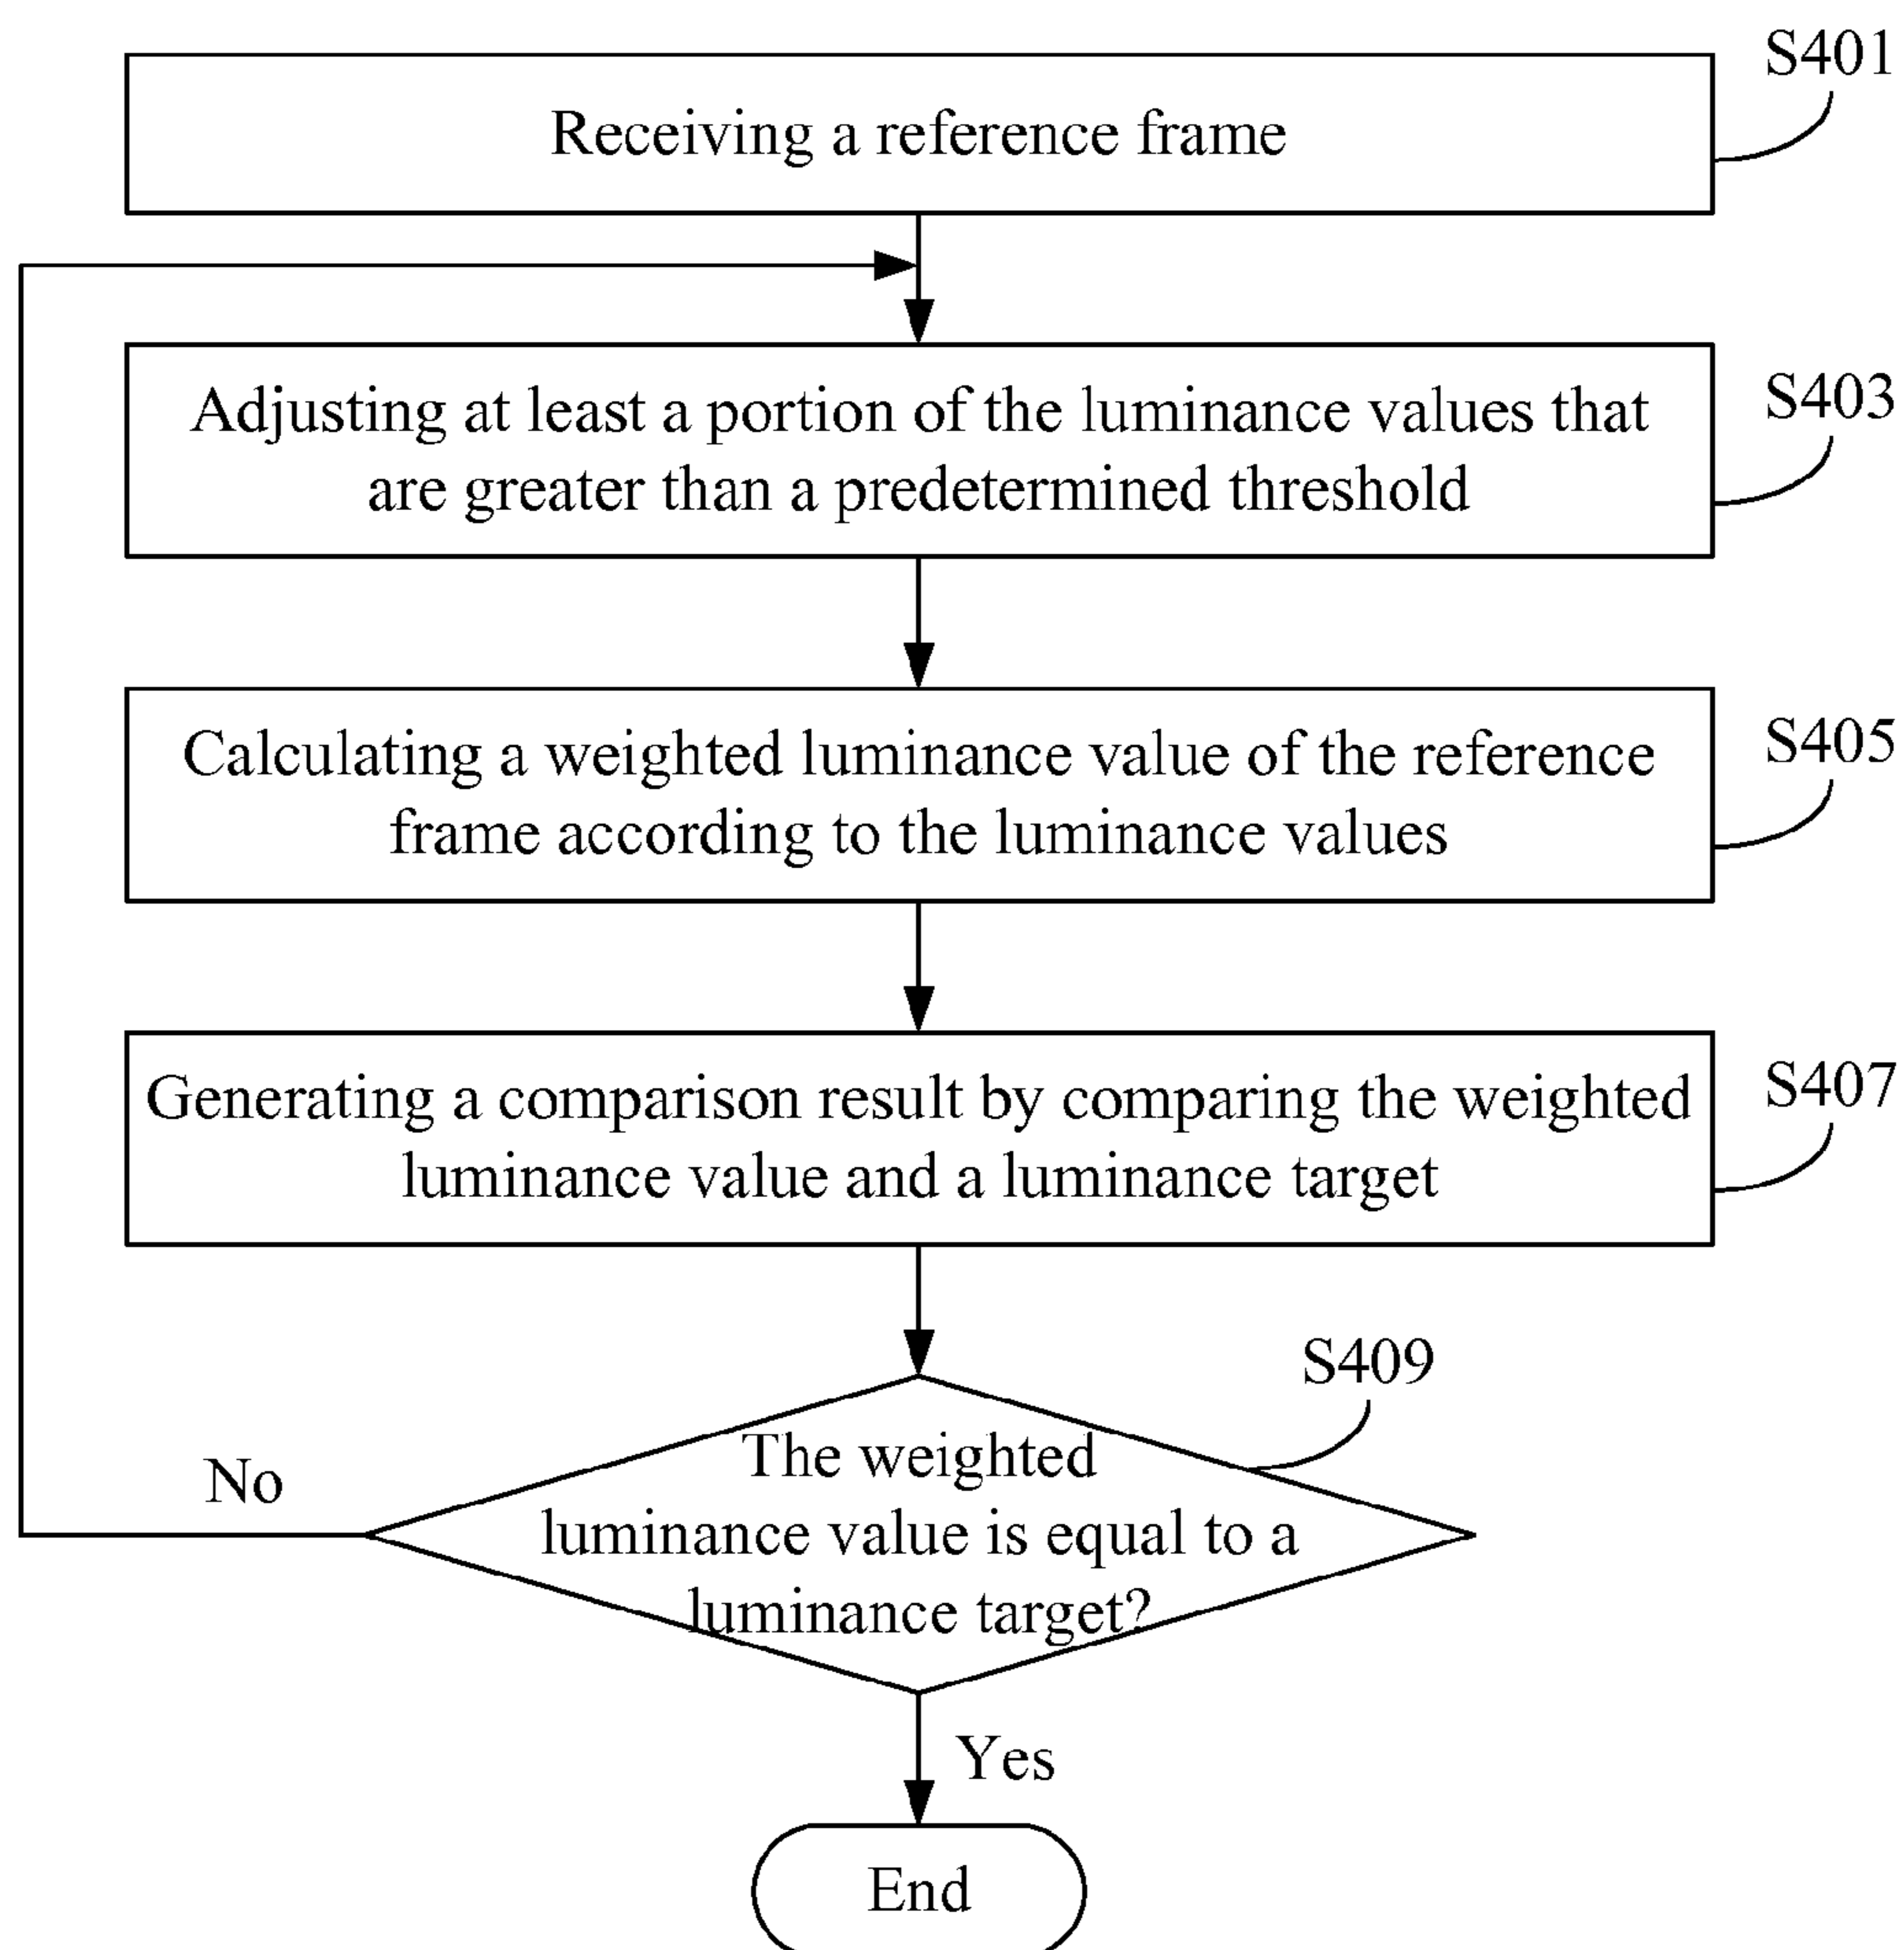 S401
Receiving a reference frame
S403
Adjusting at least a portion of the luminance values that
are greater than a predetermined threshold
S405
Calculating a weighted luminance value of the reference
frame according to the luminance values
S407
Generating a comparison result by comparing the weighted
luminance value and a luminance target
S409
The weighted
luminance value is equal to a
luminance target?
No
Yes
End